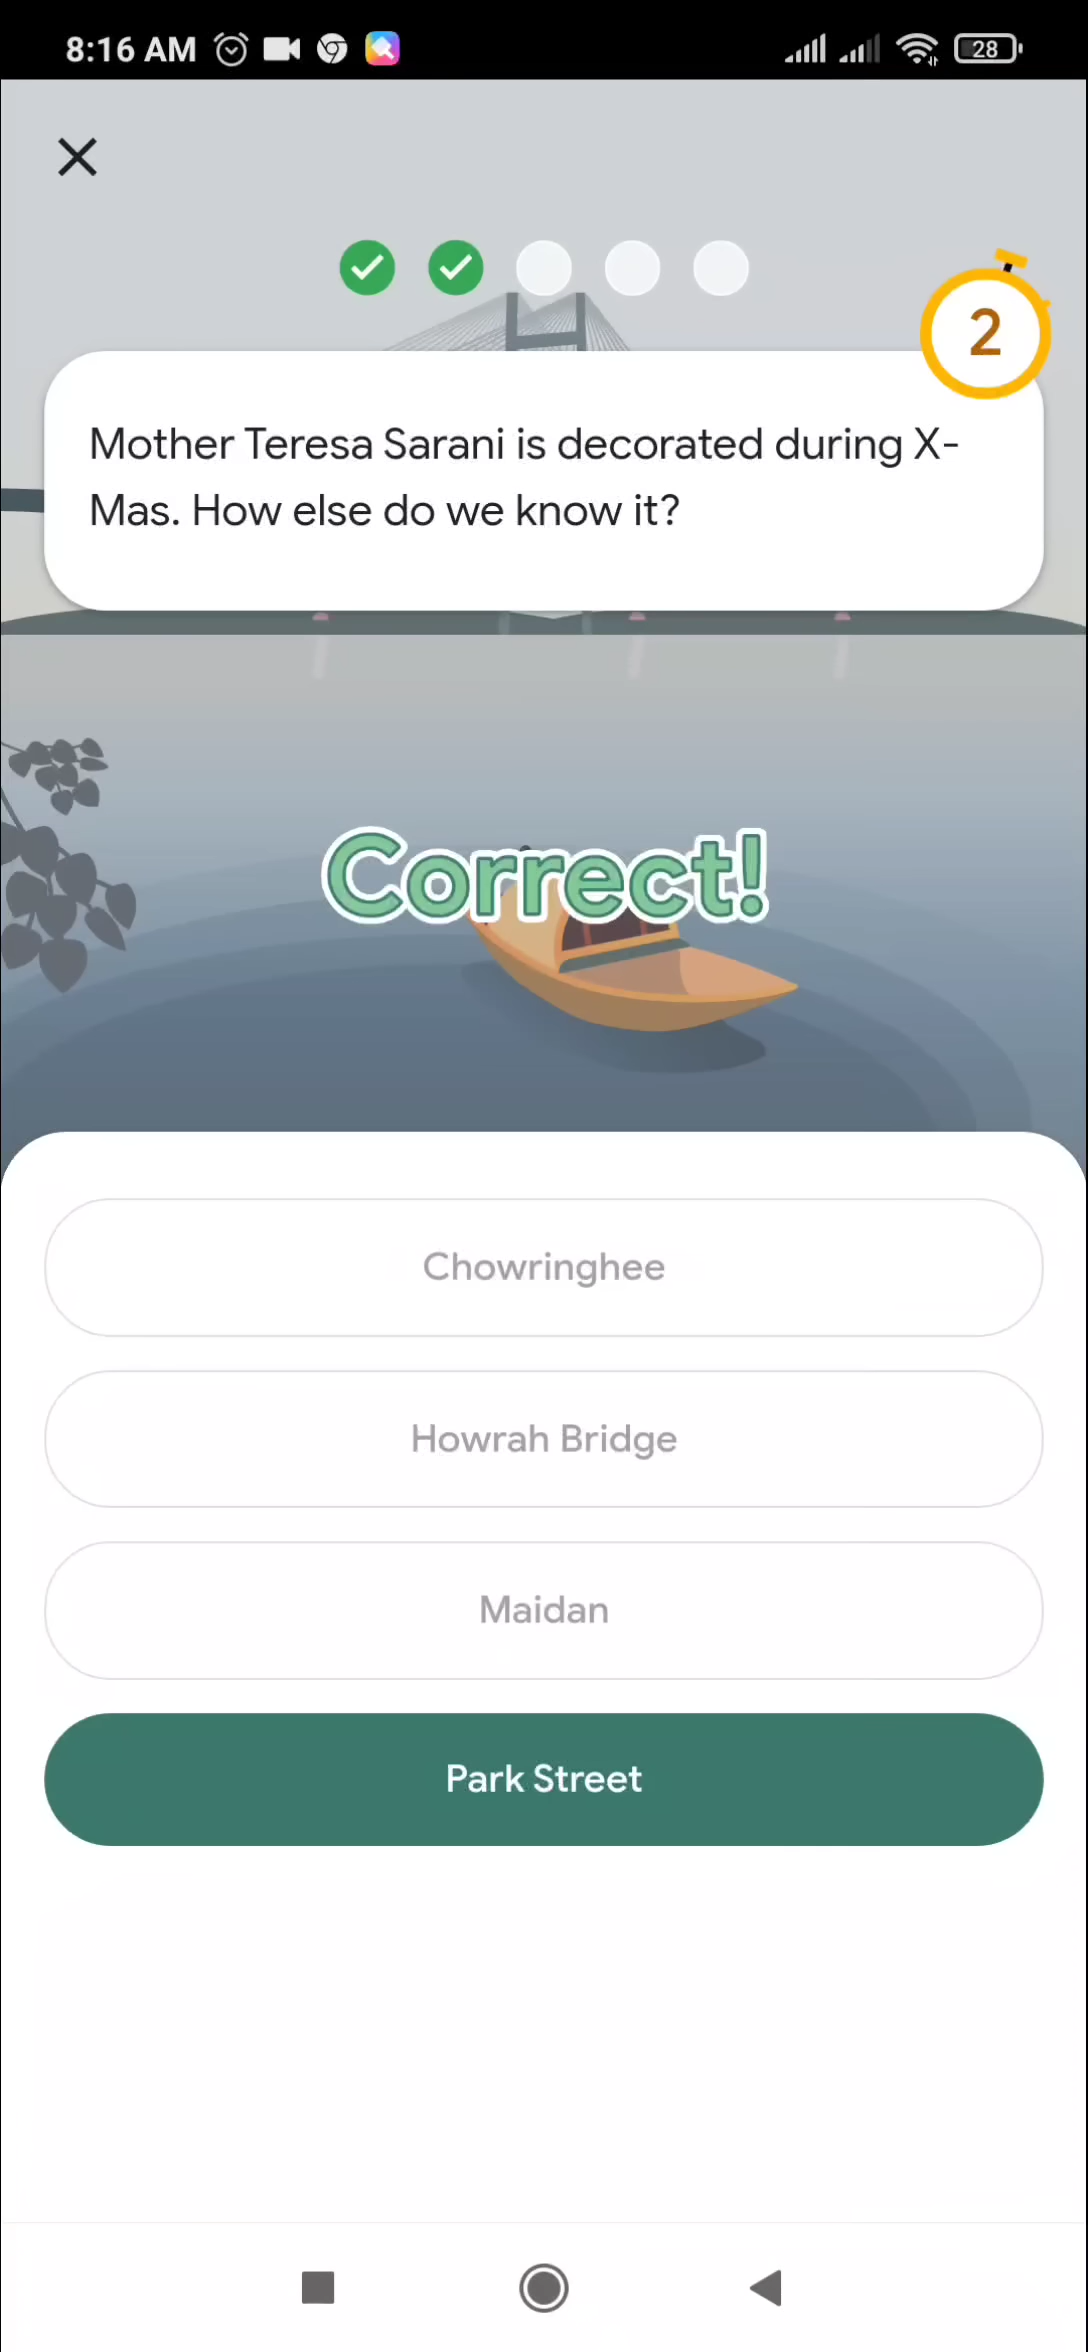 8:16 AM
28
2
Mother Teresa Sarani is decorated during X-
Mas. How else do we know it?
Correct!
Chowringhee
Howrah Bridge
Maidan
Park Street